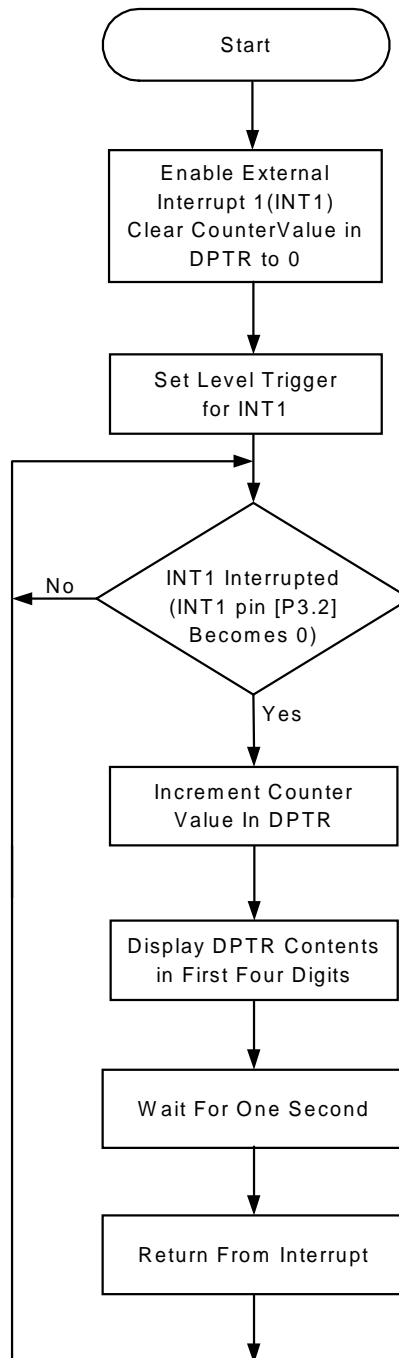 Start
Enable External
Interrupt 1(INT1)
Clear CounterValue in
DPTR to 0
Set Level Trigger
for INT1
No
INT1 Interrupted
(INT1 pin [P3.2]
Becomes 0)
Yes
Increment Counter
Value In DPTR
Display DPTR Contents
in First Four Digits
Wait For One Second
Return From Interrupt